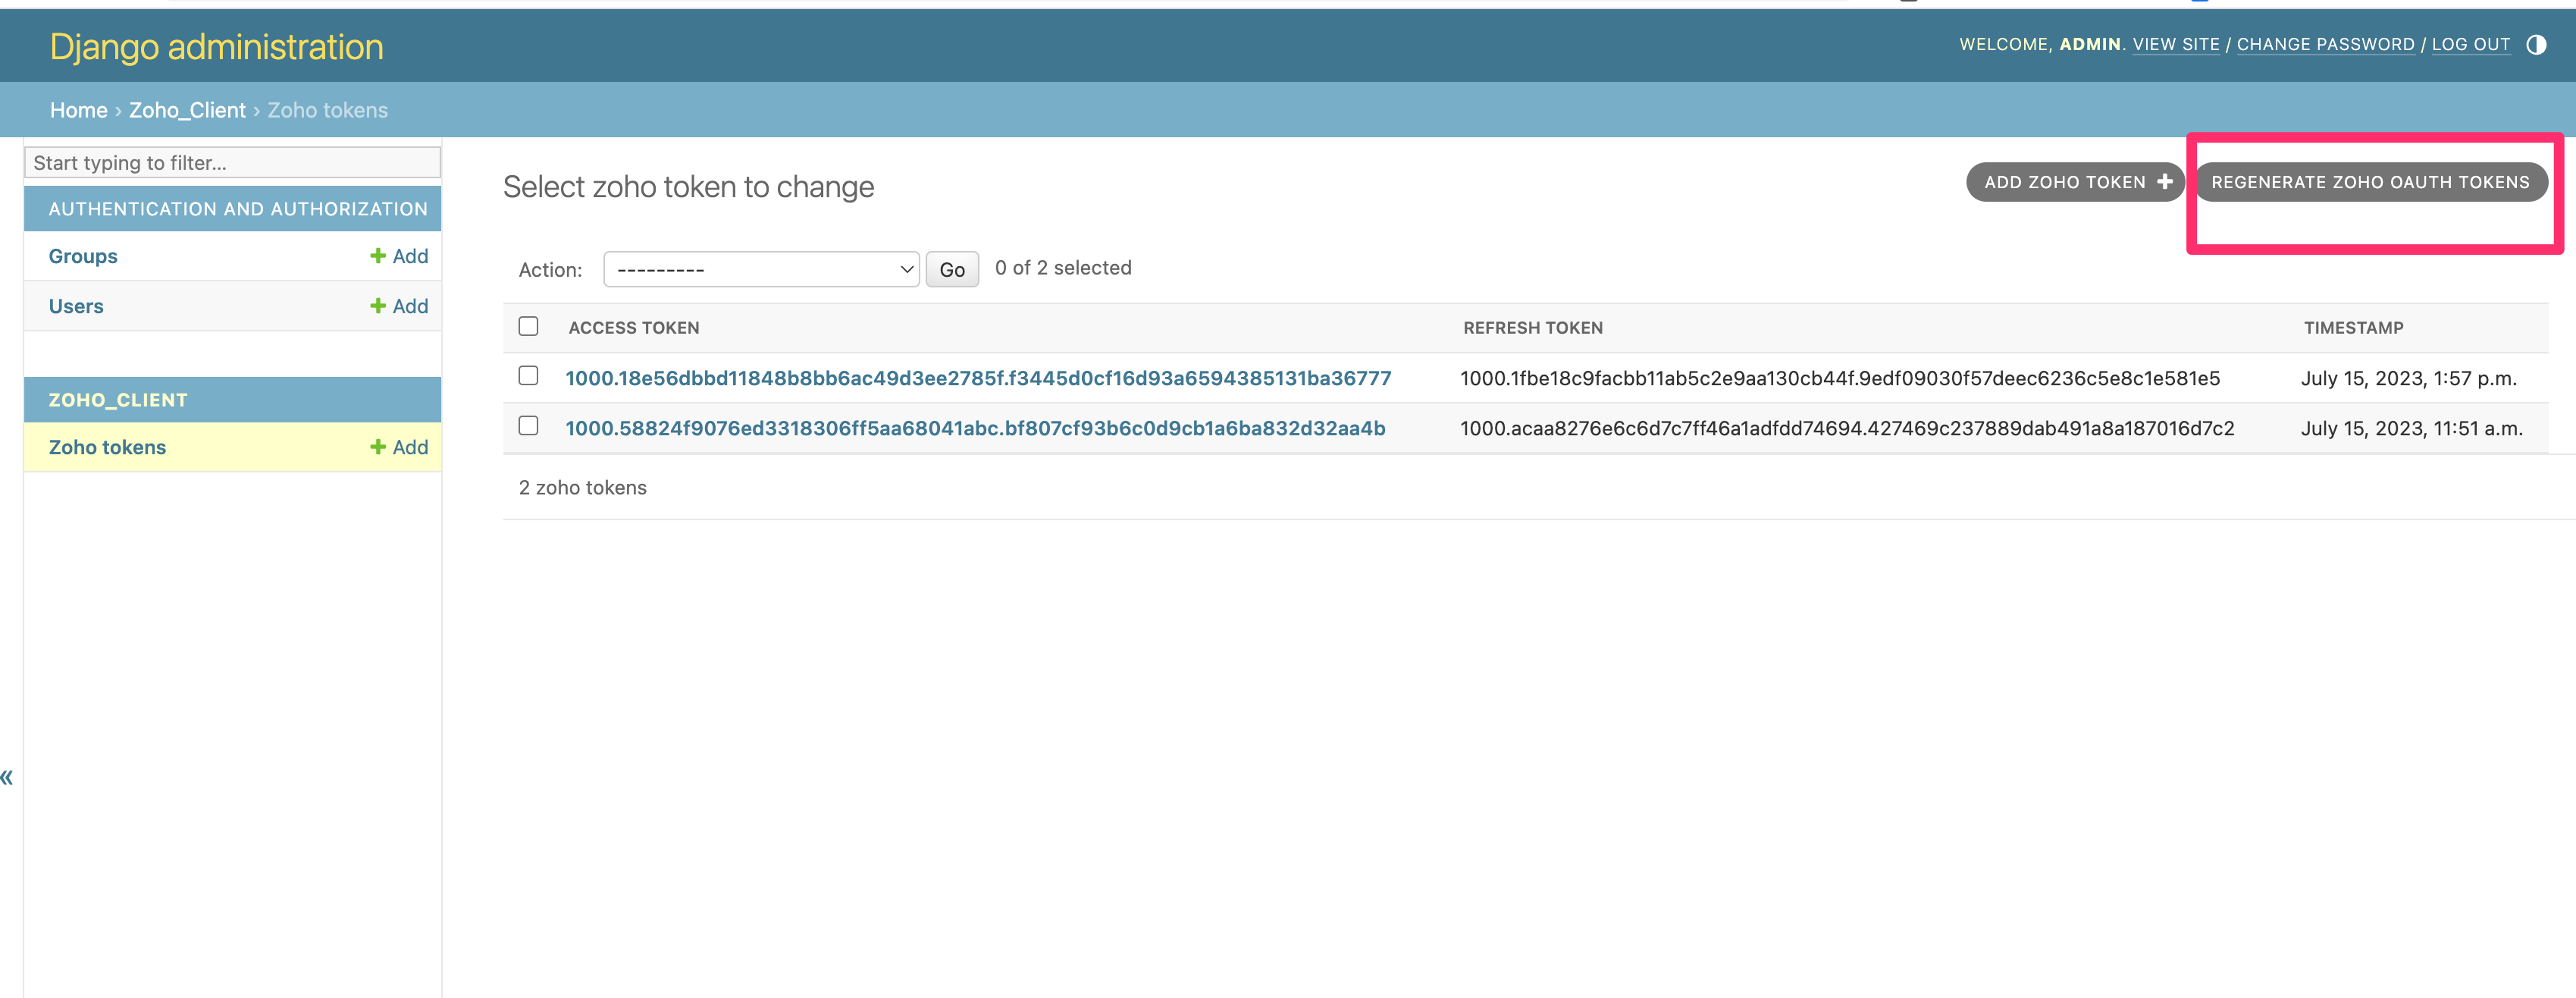 Django administration
WELCOME, ADMIN. VIEW SITE / CHANGE PASSWORD / LOG OUT
Home › Zoho_Client › Zoho tokens
Start typing to filter...
AUTHENTICATION AND AUTHORIZATION
Groups + Add
Users + Add
ZOHO_CLIENT
Zoho tokens + Add
«
Select zoho token to change
ADD ZOHO TOKEN +
REGENERATE ZOHO OAUTH TOKENS
Action: --------- Go 0 of 2 selected
ACCESS TOKEN REFRESH TOKEN TIMESTAMP
1000.18e56dbbd11848b8bb6ac49d3ee2785f.f3445d0cf16d93a6594385131ba36777 1000.1fbe18c9facbb11ab5c2e9aa130cb44f.9edf09030f57deec6236c5e8c1e581e5 July 15, 2023, 1:57 p.m.
1000.58824f9076ed3318306ff5aa68041abc.bf807cf93b6c0d9cb1a6ba832d32aa4b 1000.acaa8276e6c6d7c7ff46a1adfdd74694.427469c237889dab491a8a187016d7c2 July 15, 2023, 11:51 a.m.
2 zoho tokens